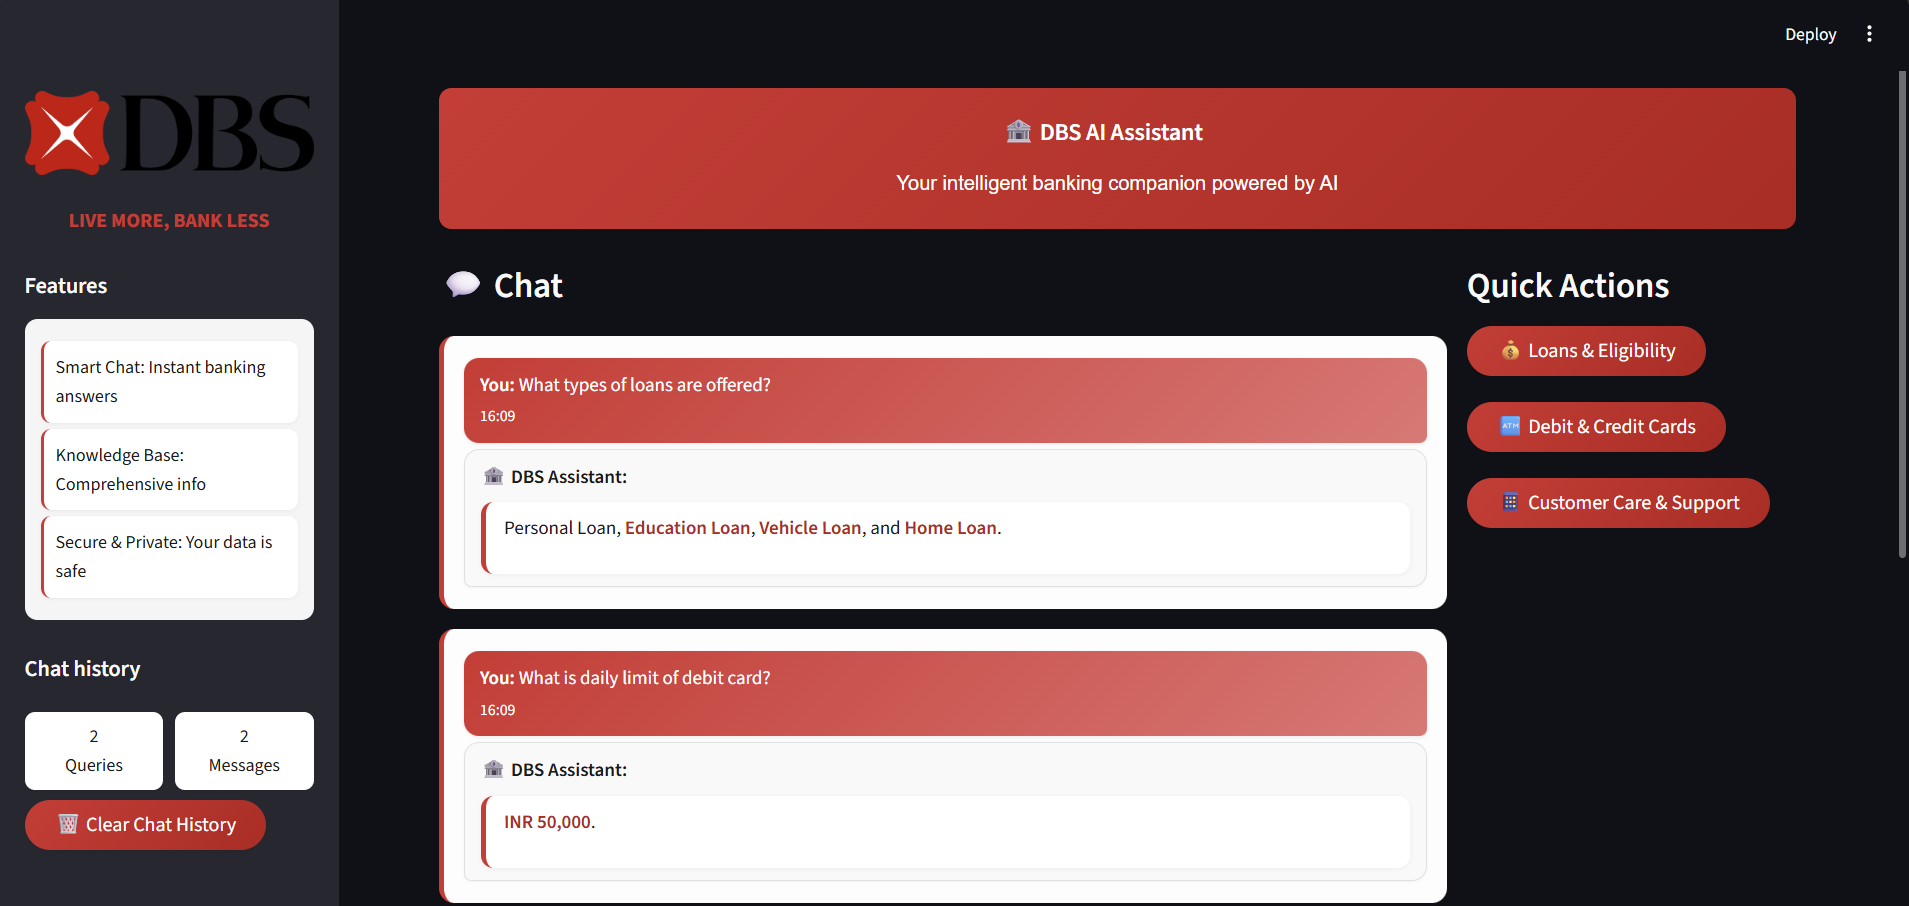 Deploy
DBS
LIVE MORE, BANK LESS
Features
Smart Chat: Instant banking
answers
Knowledge Base:
Comprehensive info
Secure & Private: Your data is
safe
Chat history
2
Queries
2
Messages
Clear Chat History
DBS AI Assistant
Your intelligent banking companion powered by AI
Chat
You: What types of loans are offered?
16:09
DBS Assistant:
Personal Loan, Education Loan, Vehicle Loan, and Home Loan.
You: What is daily limit of debit card?
16:09
DBS Assistant:
INR 50,000.
Quick Actions
Loans & Eligibility
Debit & Credit Cards
Customer Care & Support